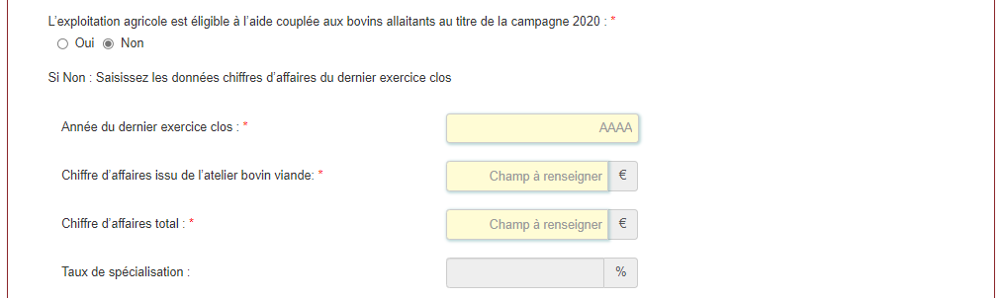 L'exploitation agricole est éligible à l'aide couplée aux bovins allaitants au titre de la campagne 2020 : *
Oui Non
Si Non : Saisissez les données chiffres d'affaires du dernier exercice clos
Année du dernier exercice clos : * AAAA
Chiffre d'affaires issu de l'atelier bovin viande: * Champ à renseigner €
Chiffre d'affaires total : * Champ à renseigner €
Taux de spécialisation : %